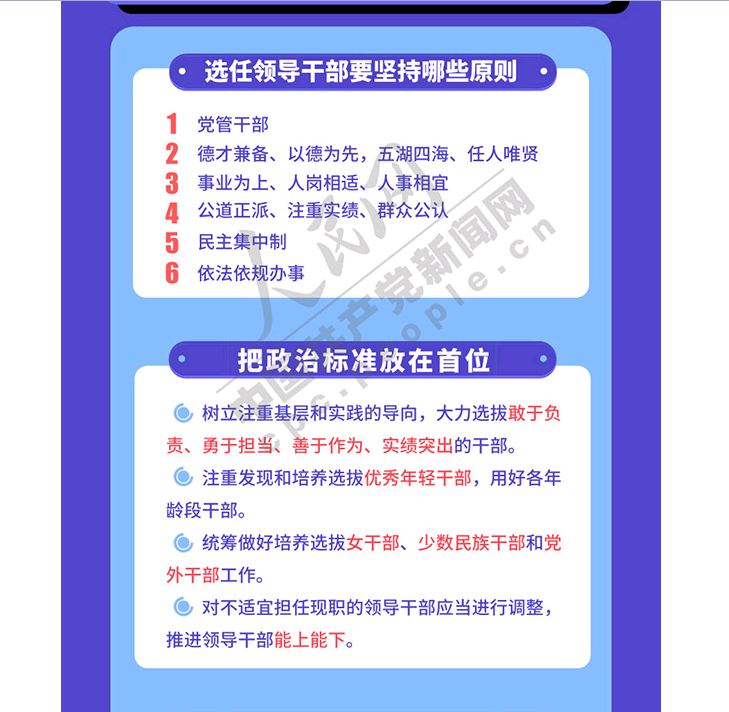 选任领导干部要坚持哪些原则
1 党管干部
2 德才兼备、以德为先，五湖四海、任人唯贤
3 事业为上、人岗相适、人事相宜
4 公道正派、注重实绩、群众公认
5 民主集中制
6 依法依规办事
人民网
中国共产党新闻网
cpc.people.cn
把政治标准放在首位
树立注重基层和实践的导向，大力选拔敢于负
责、勇于担当、善于作为、实绩突出的干部。
注重发现和培养选拔优秀年轻干部，用好各年
龄段干部。
统筹做好培养选拔女干部、少数民族干部和党
外干部工作。
对不适宜担任现职的领导干部应当进行调整，
推进领导干部能上能下。